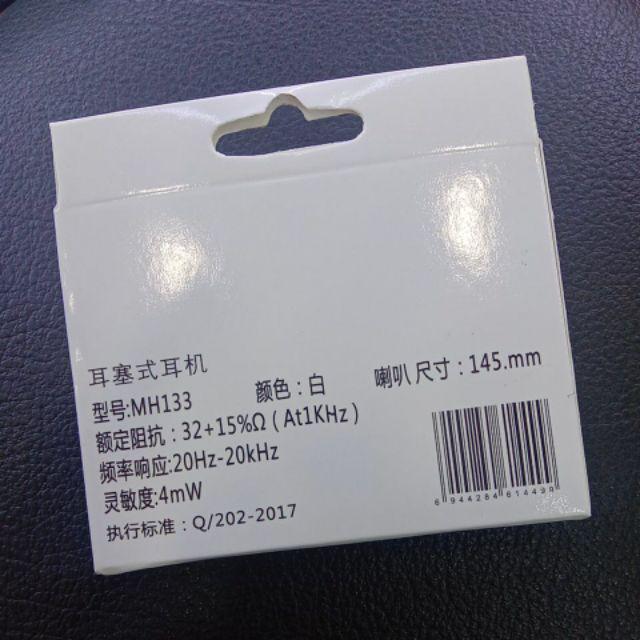 耳塞式耳机
型号:MH133 颜色：白 喇叭尺寸：145.mm
额定阻抗：32+15%Ω（At1KHz）
频率响应:20Hz-20kHz
灵敏度:4mW
执行标准：Q/202-2017
6944284614499